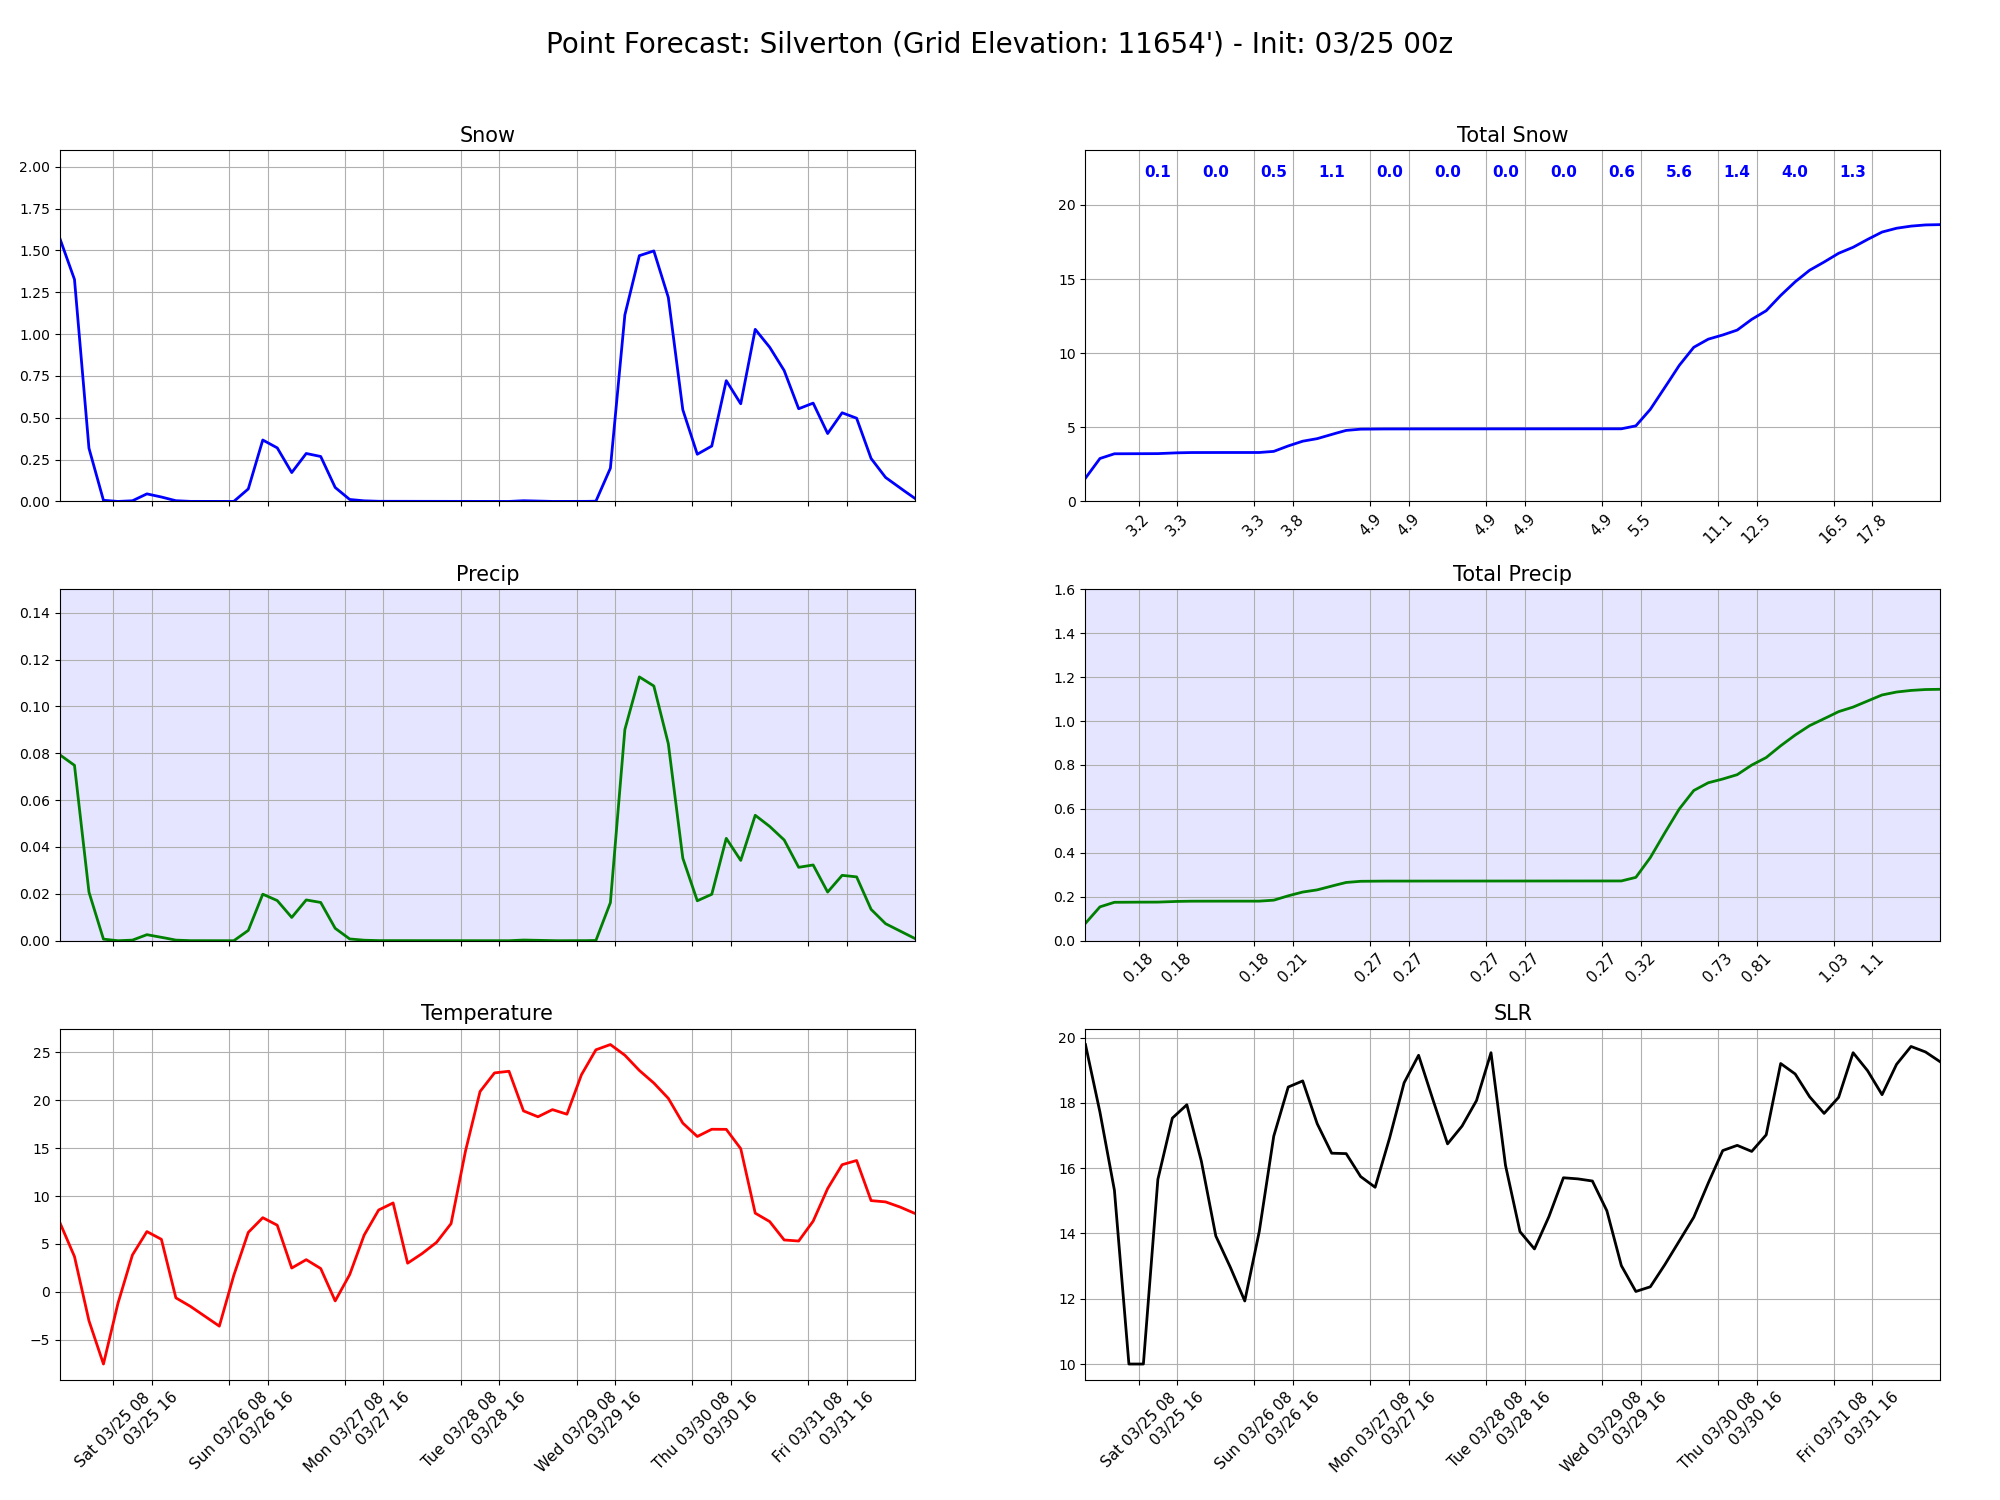 Point Forecast: Silverton (Grid Elevation: 11654') - Init: 03/25 00z
Snow
2.00
1.75
1.50
1.25
1.00
0.75
0.50
0.25
0.00
Total Snow
0.1 0.0 0.5 1.1 0.0 0.0 0.0 0.0 0.6 5.6 1.4 4.0 1.3
20
15
10
5
0
3.2 3.3 3.3 3.8 4.9 4.9 4.9 4.9 4.9 5.5 11.1 12.5 16.5 17.8
Precip
0.14
0.12
0.10
0.08
0.06
0.04
0.02
0.00
Total Precip
1.6
1.4
1.2
1.0
0.8
0.6
0.4
0.2
0.0
0.18 0.18 0.18 0.21 0.27 0.27 0.27 0.27 0.27 0.32 0.73 0.81 1.03 1.1
Temperature
25
20
15
10
5
0
−5
Sat 03/25 08
03/25 16
Sun 03/26 08
03/26 16
Mon 03/27 08
03/27 16
Tue 03/28 08
03/28 16
Wed 03/29 08
03/29 16
Thu 03/30 08
03/30 16
Fri 03/31 08
03/31 16
SLR
20
18
16
14
12
10
Sat 03/25 08
03/25 16
Sun 03/26 08
03/26 16
Mon 03/27 08
03/27 16
Tue 03/28 08
03/28 16
Wed 03/29 08
03/29 16
Thu 03/30 08
03/30 16
Fri 03/31 08
03/31 16